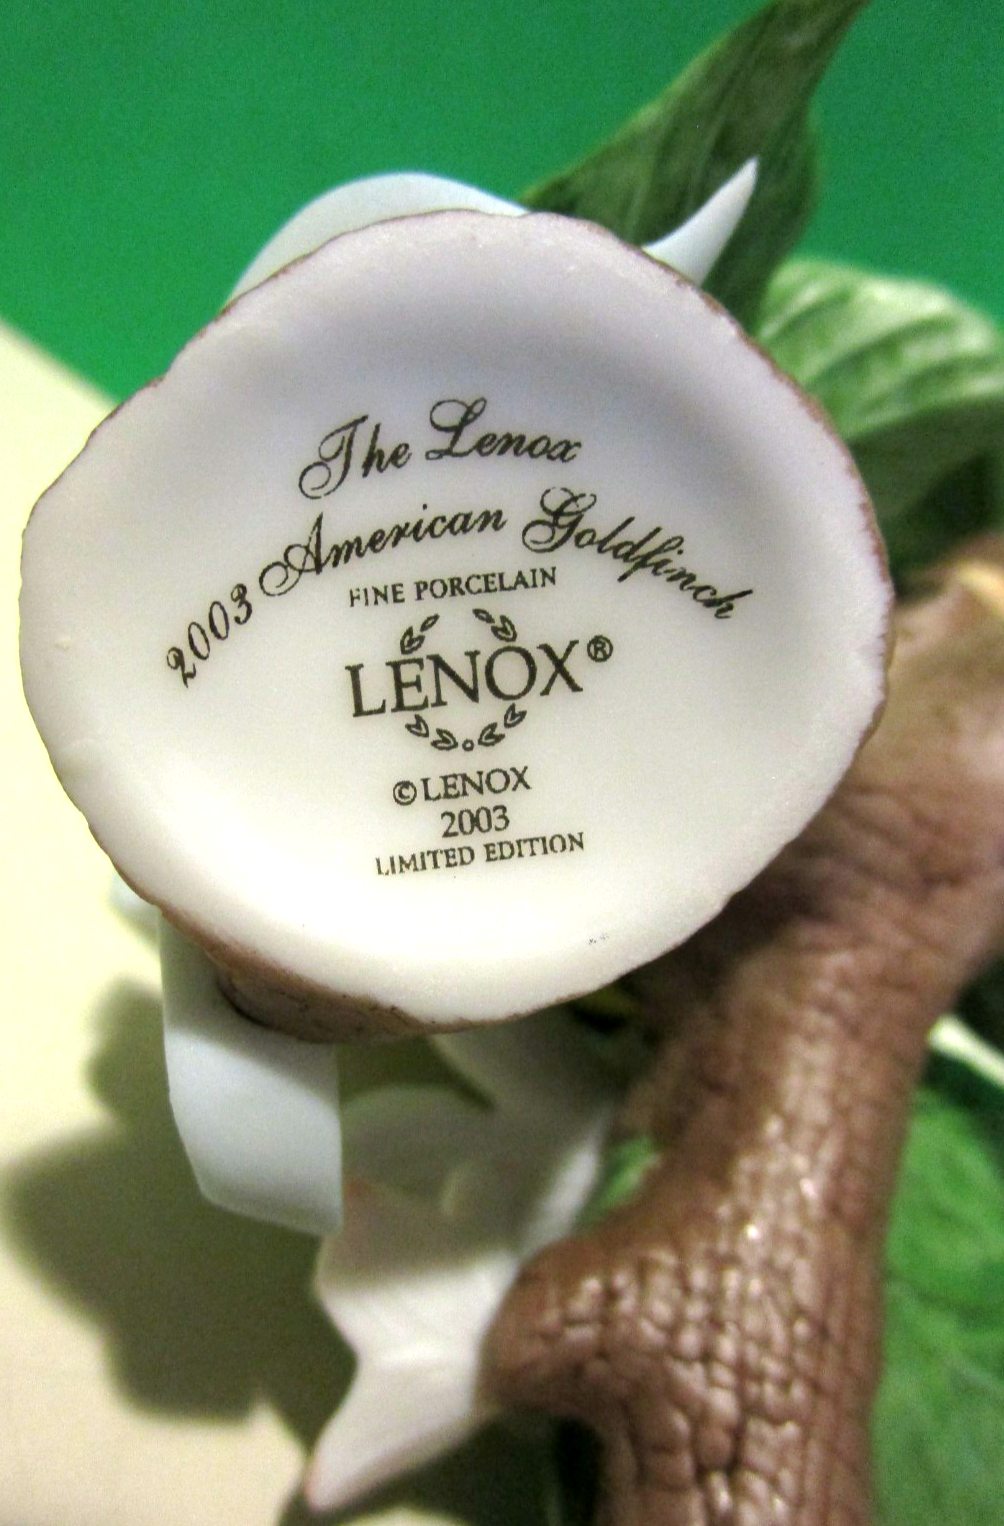 The Lenox
2003 American Goldfinch
FINE PORCELAIN
LENOX®
©LENOX
2003
LIMITED EDITION